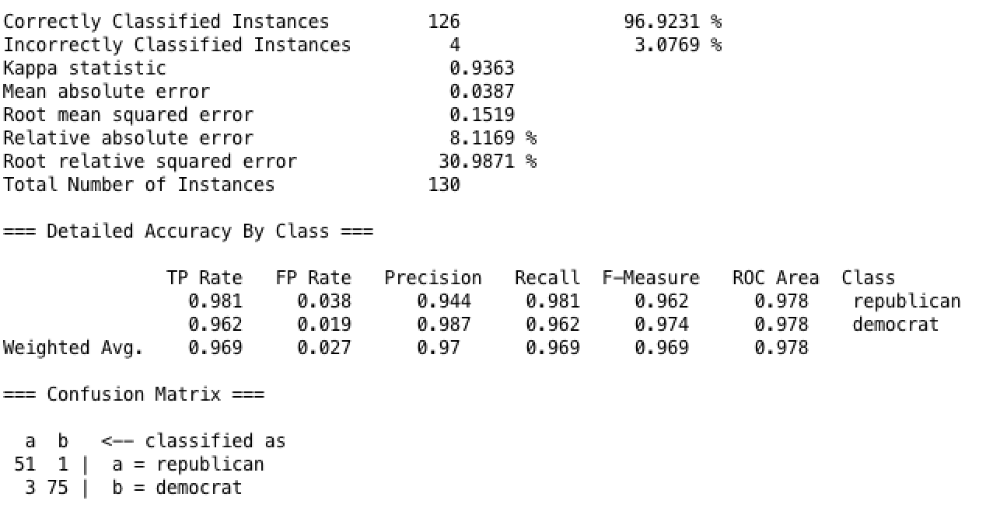 Correctly Classified Instances         126               96.9231 %
Incorrectly Classified Instances         4                3.0769 %
Kappa statistic                          0.9363
Mean absolute error                      0.0387
Root mean squared error                  0.1519
Relative absolute error                  8.1169 %
Root relative squared error             30.9871 %
Total Number of Instances              130
=== Detailed Accuracy By Class ===
               TP Rate   FP Rate   Precision   Recall  F-Measure   ROC Area  Class
                 0.981     0.038      0.944     0.981     0.962      0.978    republican
                 0.962     0.019      0.987     0.962     0.974      0.978    democrat
Weighted Avg.    0.969     0.027      0.97      0.969     0.969      0.978
=== Confusion Matrix ===
  a  b   <-- classified as
 51  1 |  a = republican
  3 75 |  b = democrat